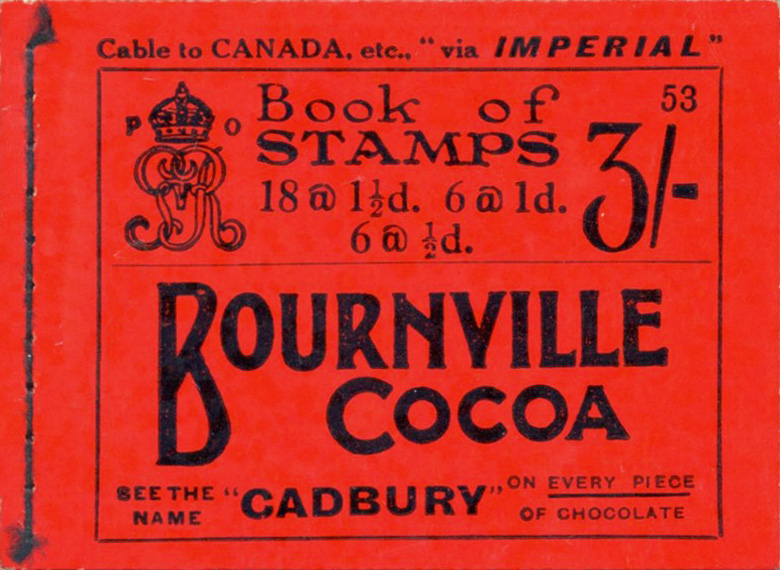 Cable to CANADA, etc., "via IMPERIAL"
P O
GvR
Book of 53
STAMPS 3/-
18 @ 1½d. 6 @ 1d.
6 @ ½d.
BOURNVILLE
COCOA
SEE THE NAME "CADBURY" ON EVERY PIECE
OF CHOCOLATE